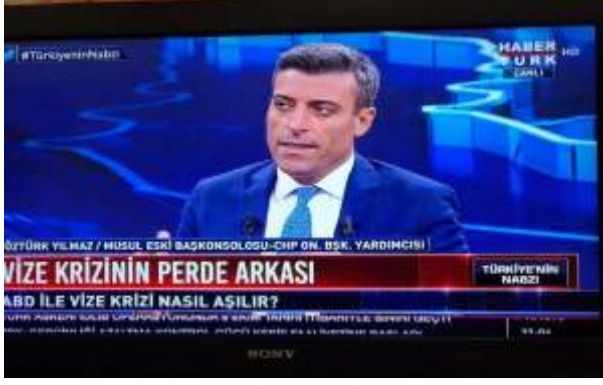 #TürkiyeninNabzı
HABER
TÜRK HD
CANLI
ÖZTÜRK YILMAZ / MUSUL ESKİ BAŞKONSOLOSU-CHP GN. BŞK. YARDIMCISI
VİZE KRİZİNİN PERDE ARKASI
TÜRKİYE'NİN
NABZI
ABD İLE VİZE KRİZİ NASIL AŞILIR?
SONY